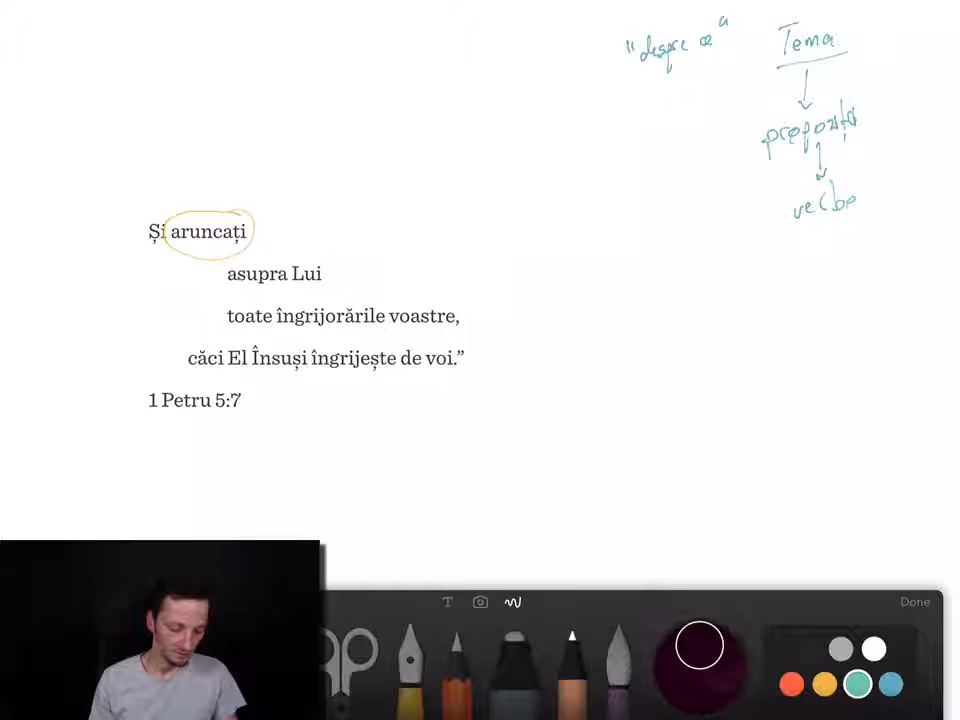 "despre ce"
Tema
propoziții
verbe
Și aruncați
asupra Lui
toate îngrijorările voastre,
căci El Însuși îngrijește de voi.”
1 Petru 5:7
T
Done